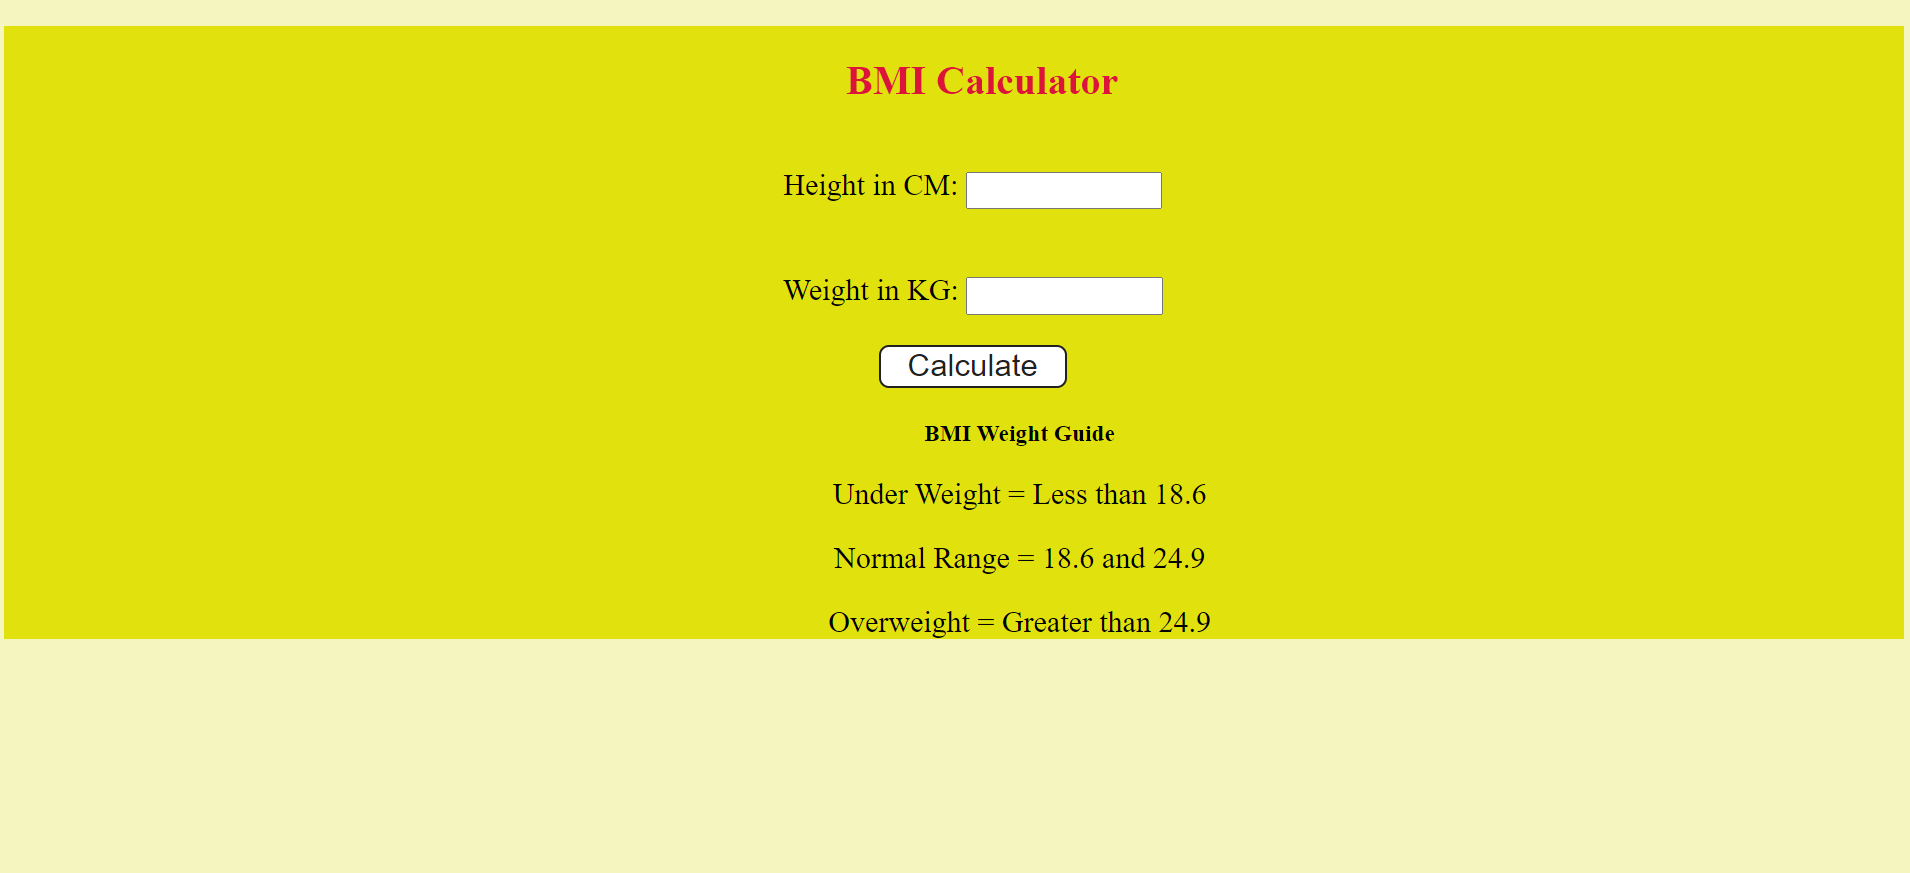 BMI Calculator
Height in CM:
Weight in KG:
Calculate
BMI Weight Guide
Under Weight = Less than 18.6
Normal Range = 18.6 and 24.9
Overweight = Greater than 24.9